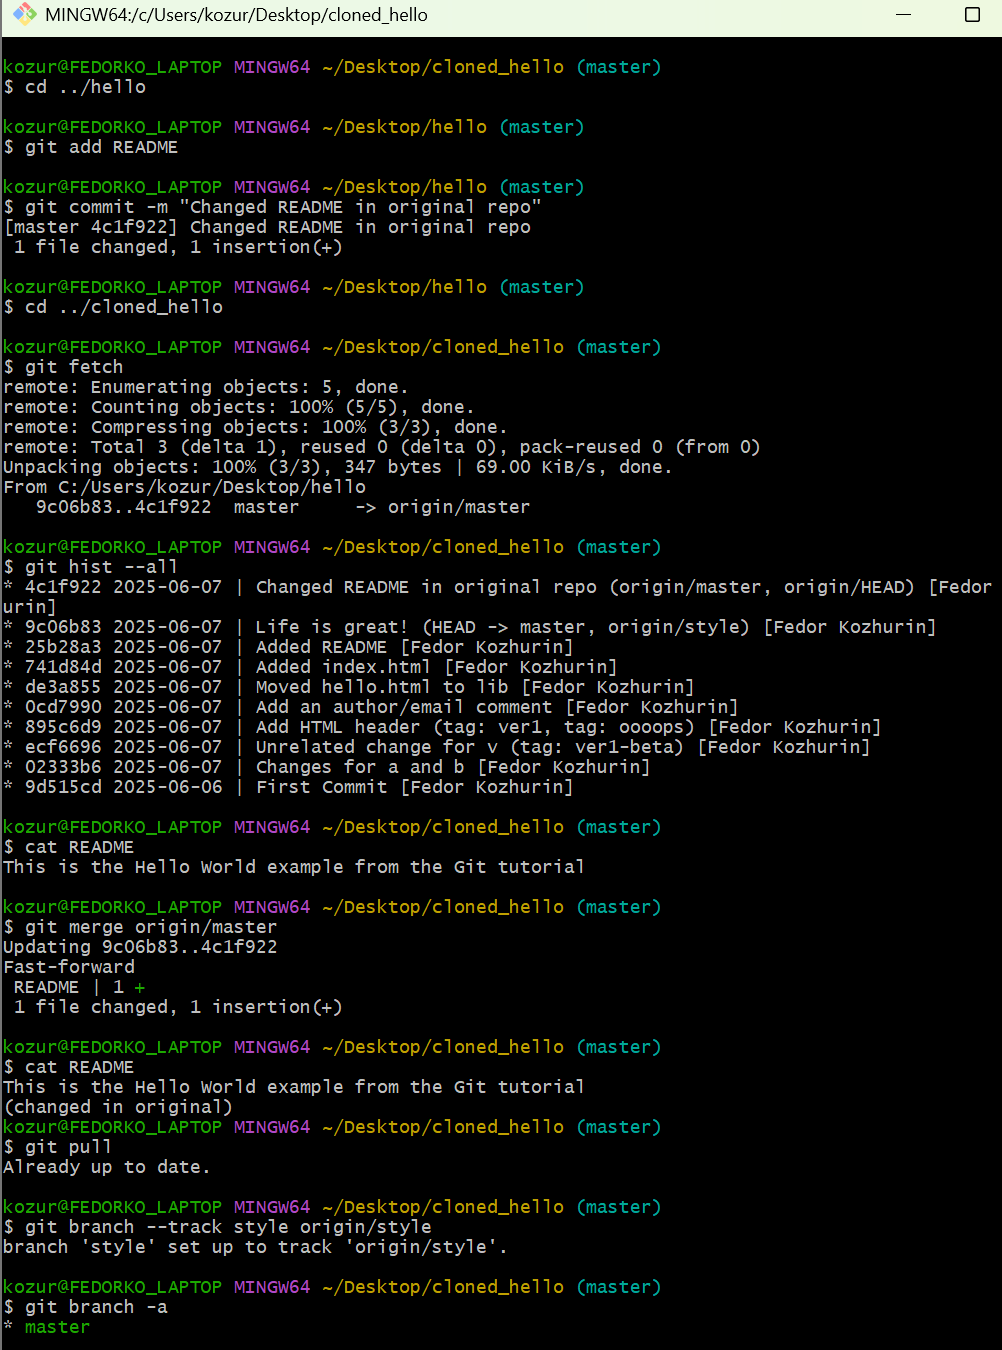 MINGW64:/c/Users/kozur/Desktop/cloned_hello
kozur@FEDORKO_LAPTOP MINGW64 ~/Desktop/cloned_hello (master)
$ cd ../hello
kozur@FEDORKO_LAPTOP MINGW64 ~/Desktop/hello (master)
$ git add README
kozur@FEDORKO_LAPTOP MINGW64 ~/Desktop/hello (master)
$ git commit -m "Changed README in original repo"
[master 4c1f922] Changed README in original repo
 1 file changed, 1 insertion(+)
kozur@FEDORKO_LAPTOP MINGW64 ~/Desktop/hello (master)
$ cd ../cloned_hello
kozur@FEDORKO_LAPTOP MINGW64 ~/Desktop/cloned_hello (master)
$ git fetch
remote: Enumerating objects: 5, done.
remote: Counting objects: 100% (5/5), done.
remote: Compressing objects: 100% (3/3), done.
remote: Total 3 (delta 1), reused 0 (delta 0), pack-reused 0 (from 0)
Unpacking objects: 100% (3/3), 347 bytes | 69.00 KiB/s, done.
From C:/Users/kozur/Desktop/hello
   9c06b83..4c1f922  master     -> origin/master
kozur@FEDORKO_LAPTOP MINGW64 ~/Desktop/cloned_hello (master)
$ git hist --all
* 4c1f922 2025-06-07 | Changed README in original repo (origin/master, origin/HEAD) [Fedor
urin]
* 9c06b83 2025-06-07 | Life is great! (HEAD -> master, origin/style) [Fedor Kozhurin]
* 25b28a3 2025-06-07 | Added README [Fedor Kozhurin]
* 741d84d 2025-06-07 | Added index.html [Fedor Kozhurin]
* de3a855 2025-06-07 | Moved hello.html to lib [Fedor Kozhurin]
* 0cd7990 2025-06-07 | Add an author/email comment [Fedor Kozhurin]
* 895c6d9 2025-06-07 | Add HTML header (tag: ver1, tag: oooops) [Fedor Kozhurin]
* ecf6696 2025-06-07 | Unrelated change for v (tag: ver1-beta) [Fedor Kozhurin]
* 02333b6 2025-06-07 | Changes for a and b [Fedor Kozhurin]
* 9d515cd 2025-06-06 | First Commit [Fedor Kozhurin]
kozur@FEDORKO_LAPTOP MINGW64 ~/Desktop/cloned_hello (master)
$ cat README
This is the Hello World example from the Git tutorial
kozur@FEDORKO_LAPTOP MINGW64 ~/Desktop/cloned_hello (master)
$ git merge origin/master
Updating 9c06b83..4c1f922
Fast-forward
 README | 1 +
 1 file changed, 1 insertion(+)
kozur@FEDORKO_LAPTOP MINGW64 ~/Desktop/cloned_hello (master)
$ cat README
This is the Hello World example from the Git tutorial
(changed in original)
kozur@FEDORKO_LAPTOP MINGW64 ~/Desktop/cloned_hello (master)
$ git pull
Already up to date.
kozur@FEDORKO_LAPTOP MINGW64 ~/Desktop/cloned_hello (master)
$ git branch --track style origin/style
branch 'style' set up to track 'origin/style'.
kozur@FEDORKO_LAPTOP MINGW64 ~/Desktop/cloned_hello (master)
$ git branch -a
* master